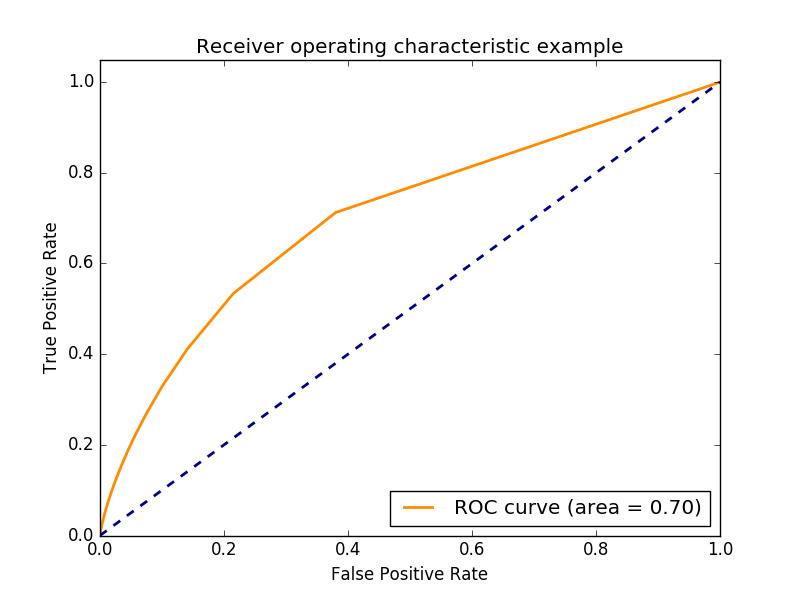 Receiver operating characteristic example
1.0
0.8
0.6
0.4
0.2
0.0
True Positive Rate
ROC curve (area = 0.70)
0.0 0.2 0.4 0.6 0.8 1.0
False Positive Rate